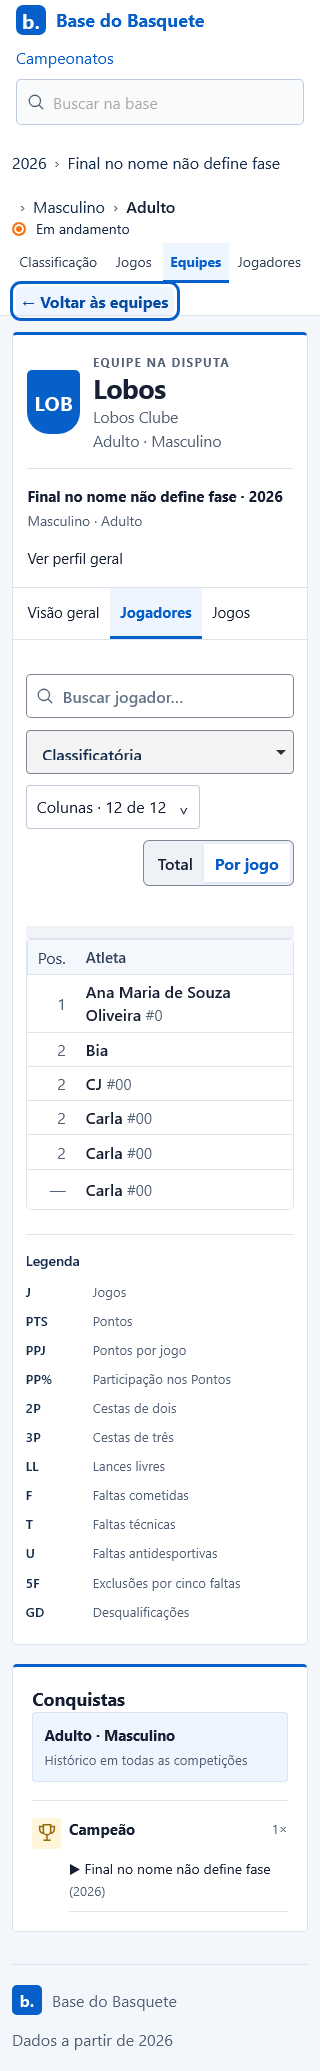 b. Base do Basquete
Campeonatos
Buscar na base
2026 › Final no nome não define fase
› Masculino › Adulto
Em andamento
Classificação Jogos Equipes Jogadores
← Voltar às equipes
EQUIPE NA DISPUTA
LOB
Lobos
Lobos Clube
Adulto · Masculino
Final no nome não define fase · 2026
Masculino · Adulto
Ver perfil geral
Visão geral Jogadores Jogos
Buscar jogador...
Classificatória
Colunas · 12 de 12
Total Por jogo
Pos. Atleta
1 Ana Maria de Souza
Oliveira #0
2 Bia
2 CJ #00
2 Carla #00
2 Carla #00
— Carla #00
Legenda
J Jogos
PTS Pontos
PPJ Pontos por jogo
PP% Participação nos Pontos
2P Cestas de dois
3P Cestas de três
LL Lances livres
F Faltas cometidas
T Faltas técnicas
U Faltas antidesportivas
5F Exclusões por cinco faltas
GD Desqualificações
Conquistas
Adulto · Masculino
Histórico em todas as competições
Campeão 1×
▶ Final no nome não define fase
(2026)
b. Base do Basquete
Dados a partir de 2026